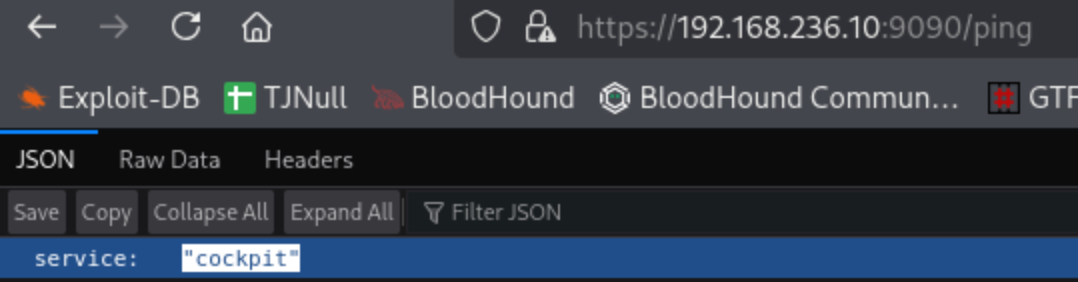 https://192.168.236.10:9090/ping
Exploit-DB TJNull BloodHound BloodHound Commun… GTF
JSON Raw Data Headers
Save Copy Collapse All Expand All Filter JSON
service: "cockpit"